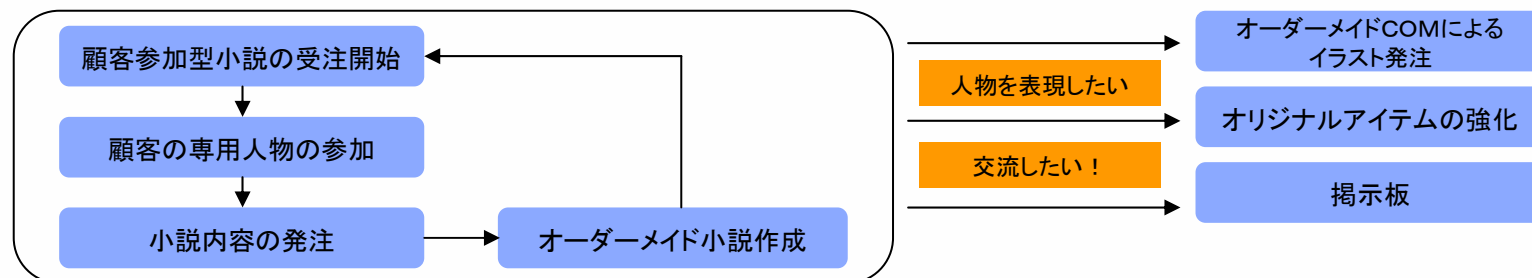 顧客参加型小説の受注開始
顧客の専用人物の参加
小説内容の発注
オーダーメイド小説作成
人物を表現したい
交流したい！
オーダーメイドCOMによる
イラスト発注
オリジナルアイテムの強化
掲示板